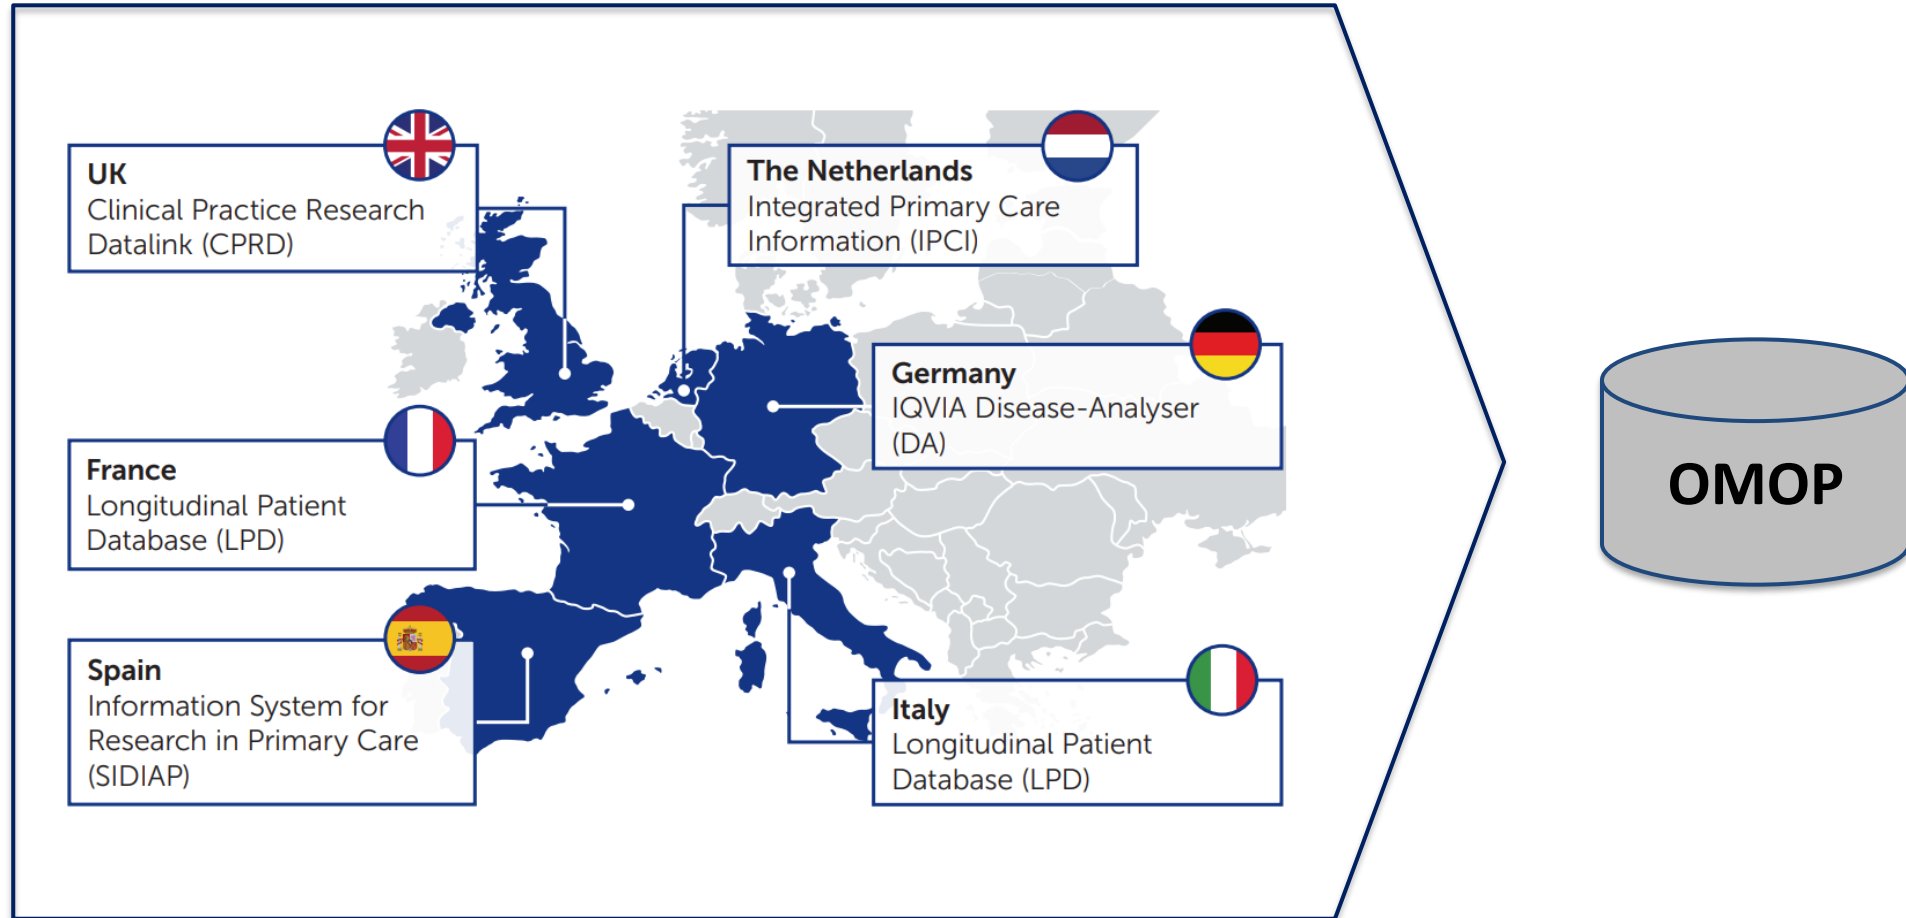 UK
Clinical Practice Research
Datalink (CPRD)
The Netherlands
Integrated Primary Care
Information (IPCI)
Germany
IQVIA Disease-Analyser
(DA)
France
Longitudinal Patient
Database (LPD)
Spain
Information System for
Research in Primary Care
(SIDIAP)
Italy
Longitudinal Patient
Database (LPD)
OMOP